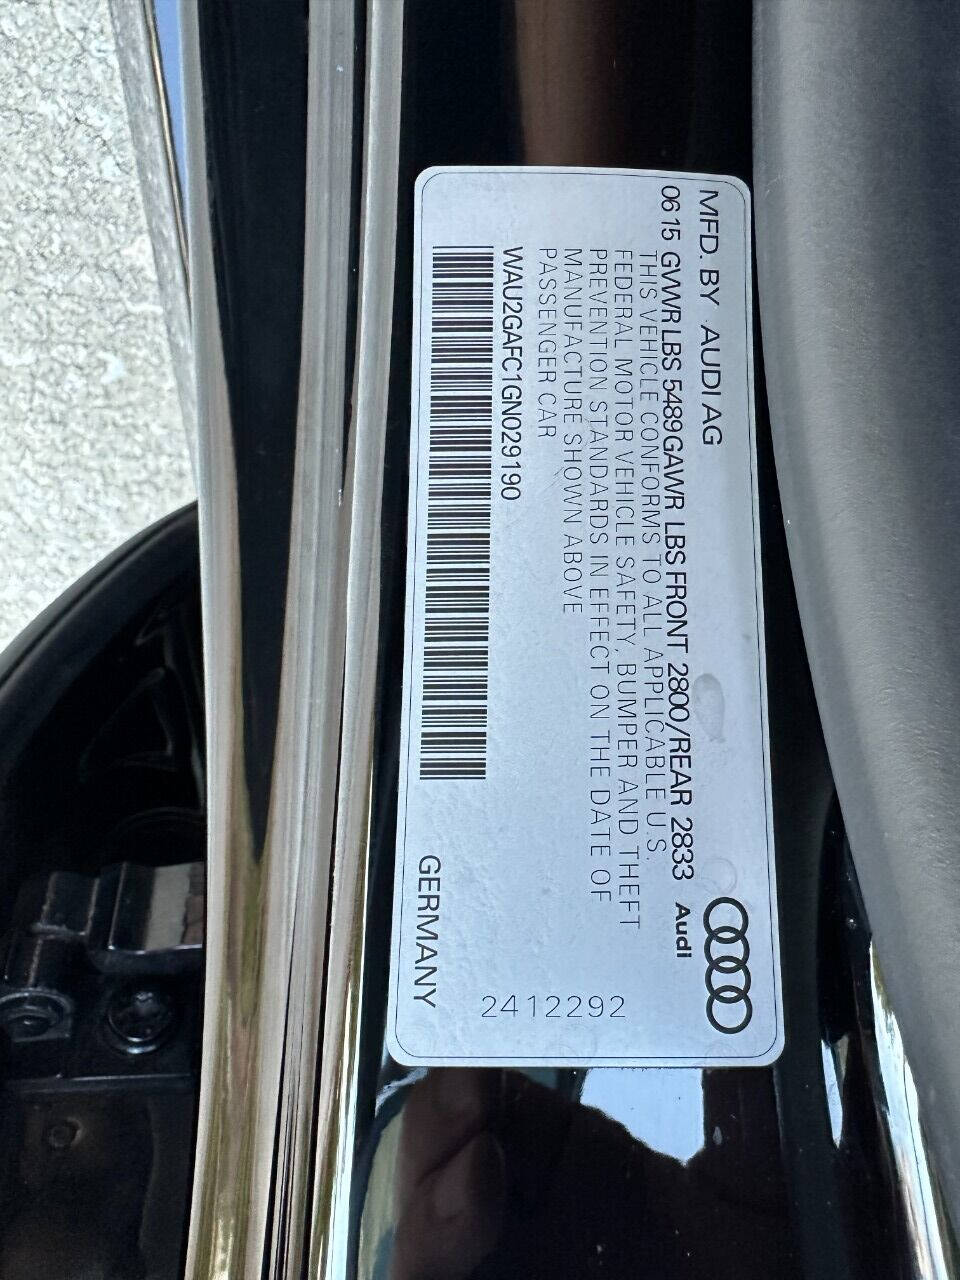 MFD. BY AUDI AG
06 15 GWWR LBS 5489 GAWR LBS FRONT 2800/REAR 2833
Audi
THIS VEHICLE CONFORMS TO ALL APPLICABLE U.S.
FEDERAL MOTOR VEHICLE SAFETY, BUMPER AND THEFT
PREVENTION STANDARDS IN EFFECT ON THE DATE OF
MANUFACTURE SHOWN ABOVE
PASSENGER CAR
WAU2GAFC1GN029190
2412292
GERMANY